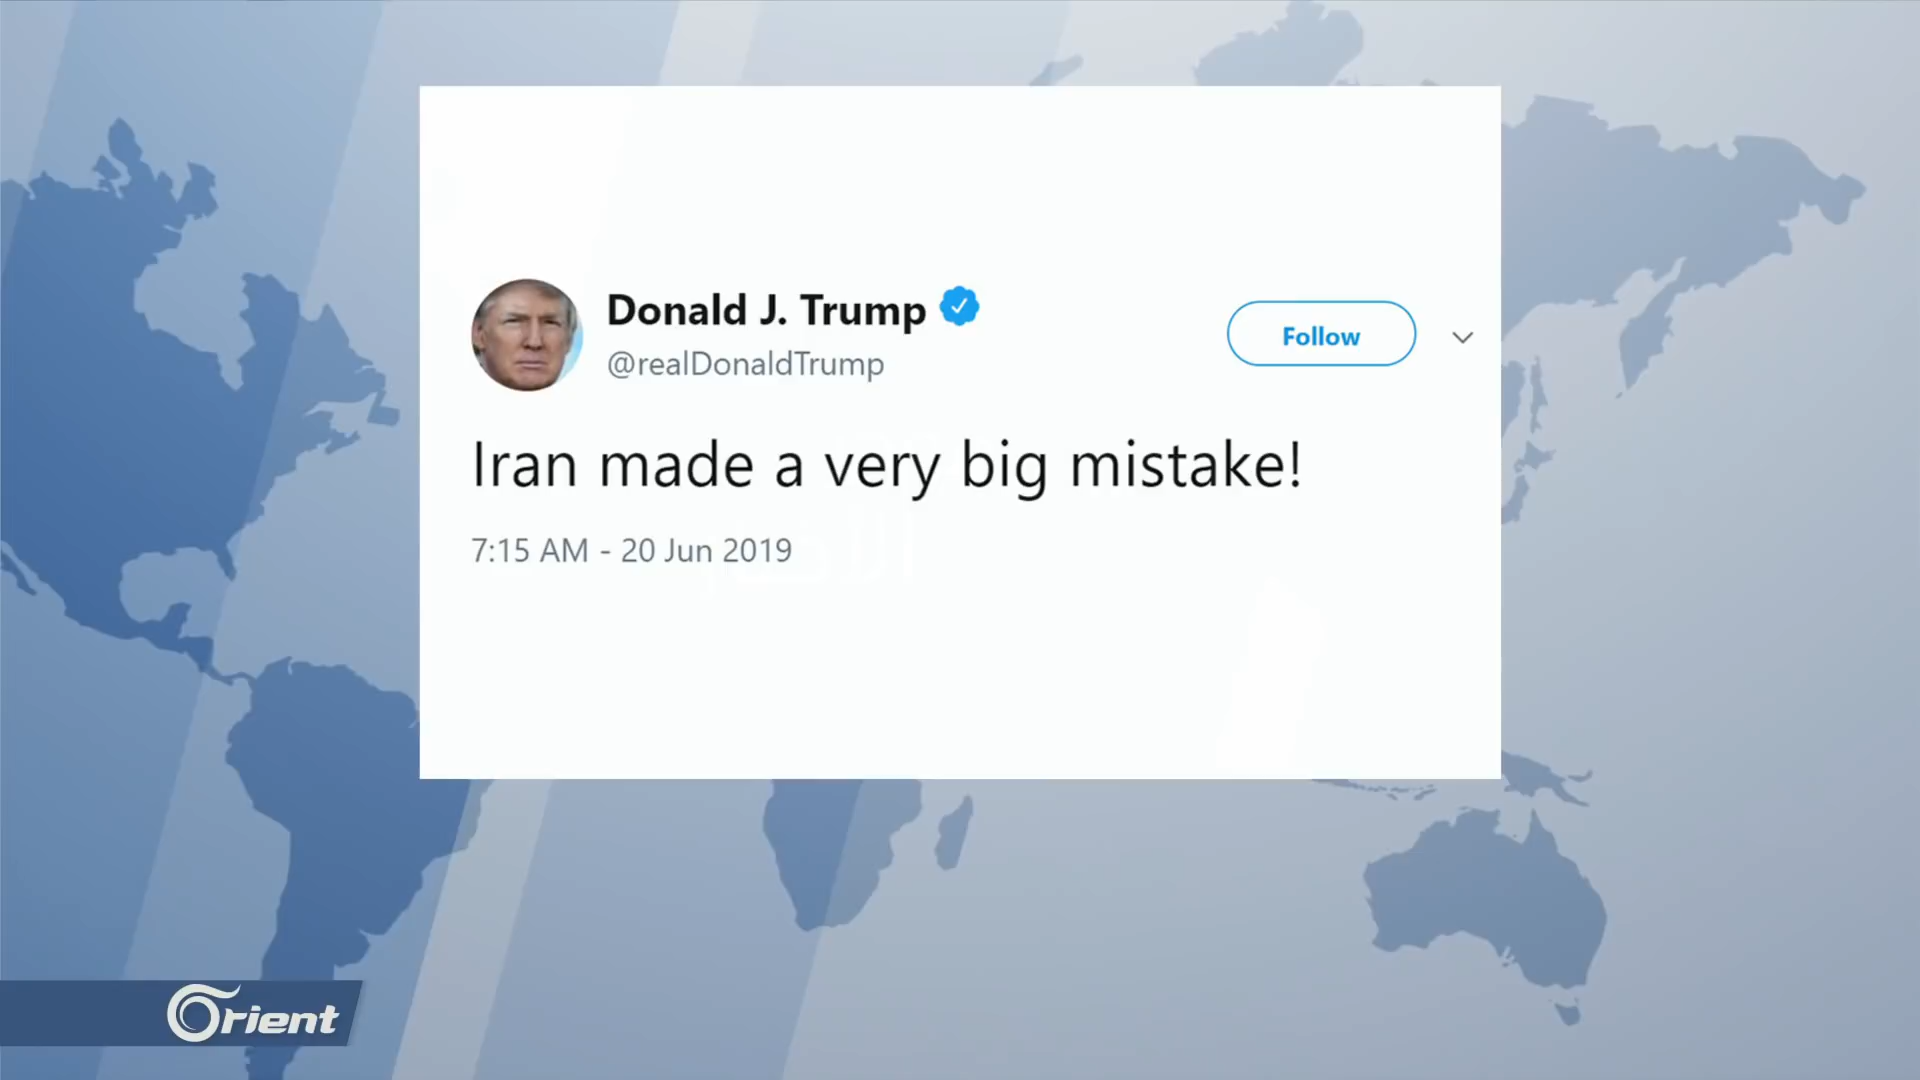 Donald J. Trump
@realDonaldTrump
Follow
Iran made a very big mistake!
7:15 AM - 20 Jun 2019
Orient